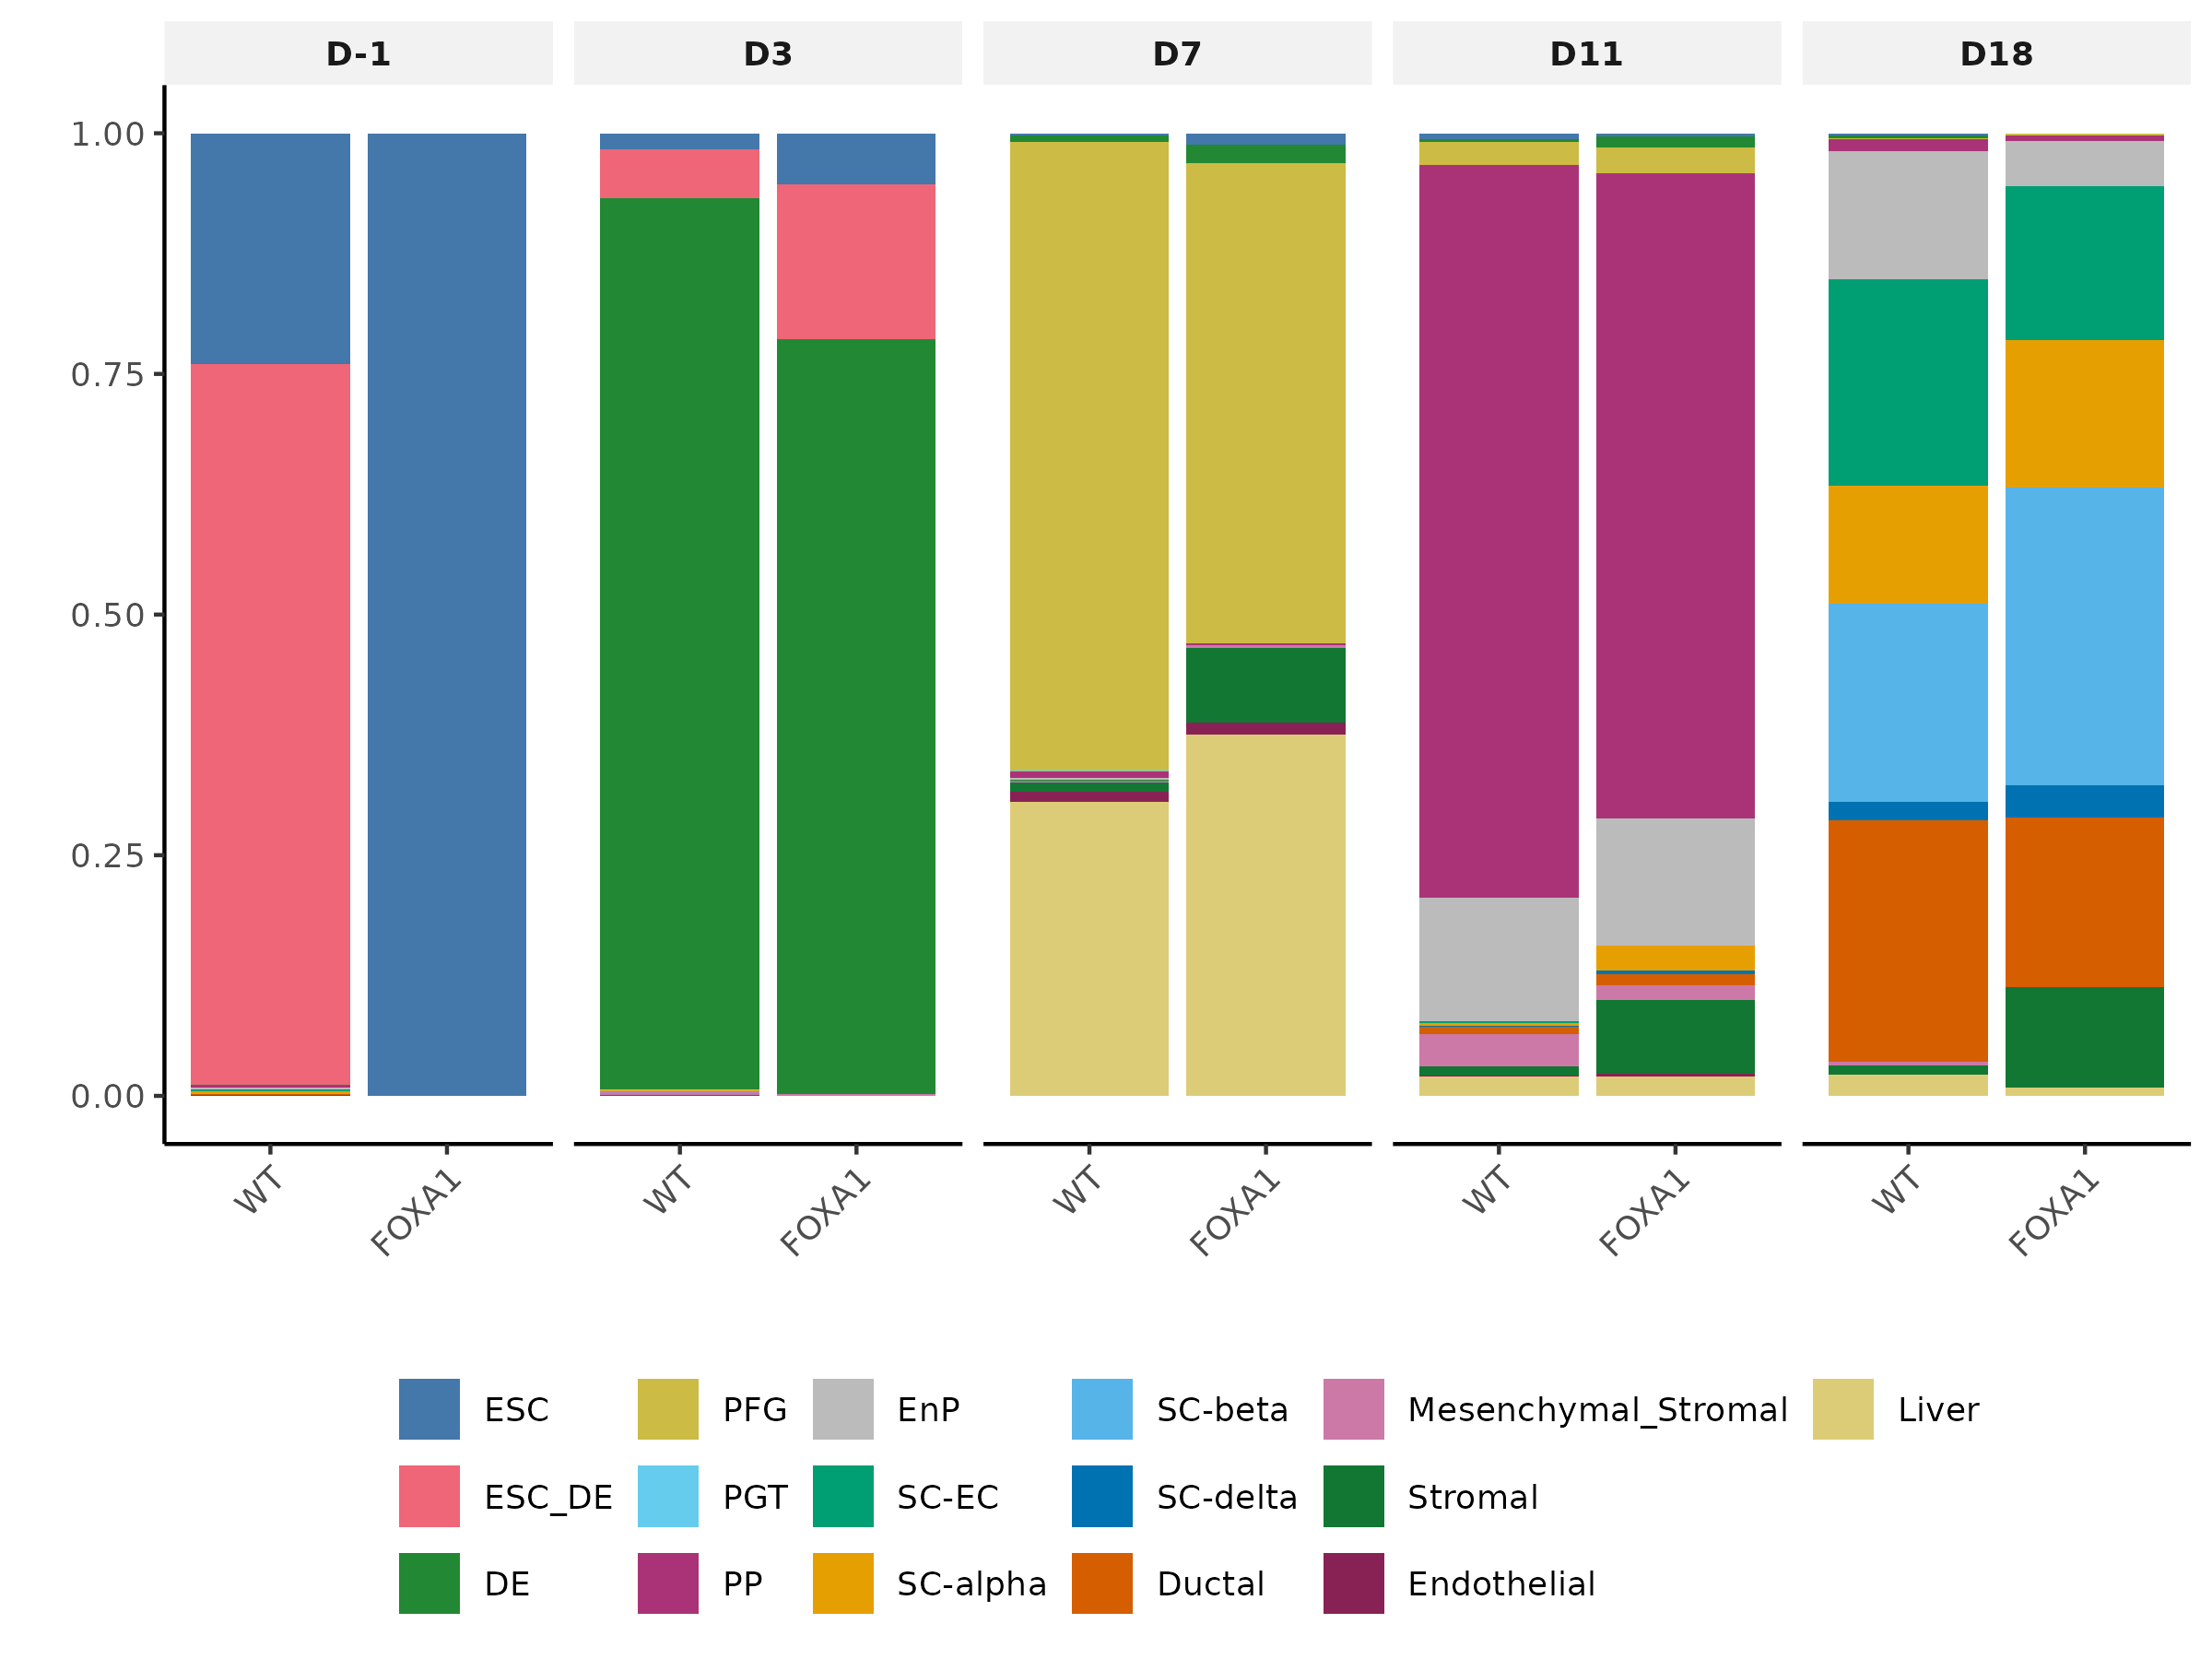 D-1 D3 D7 D11 D18
1.00
0.75
0.50
0.25
0.00
WT FOXA1 WT FOXA1 WT FOXA1 WT FOXA1 WT FOXA1
ESC PFG EnP SC-beta Mesenchymal_Stromal Liver
ESC_DE PGT SC-EC SC-delta Stromal
DE PP SC-alpha Ductal Endothelial